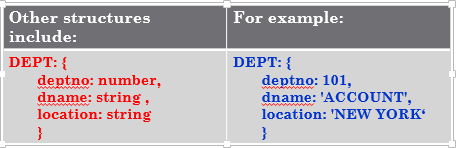 Other structures
include:
For example:
DEPT: {
deptno: number,
dname: string ,
location: string
}
DEPT: {
deptno: 101,
dname: 'ACCOUNT',
location: 'NEW YORK‘
}